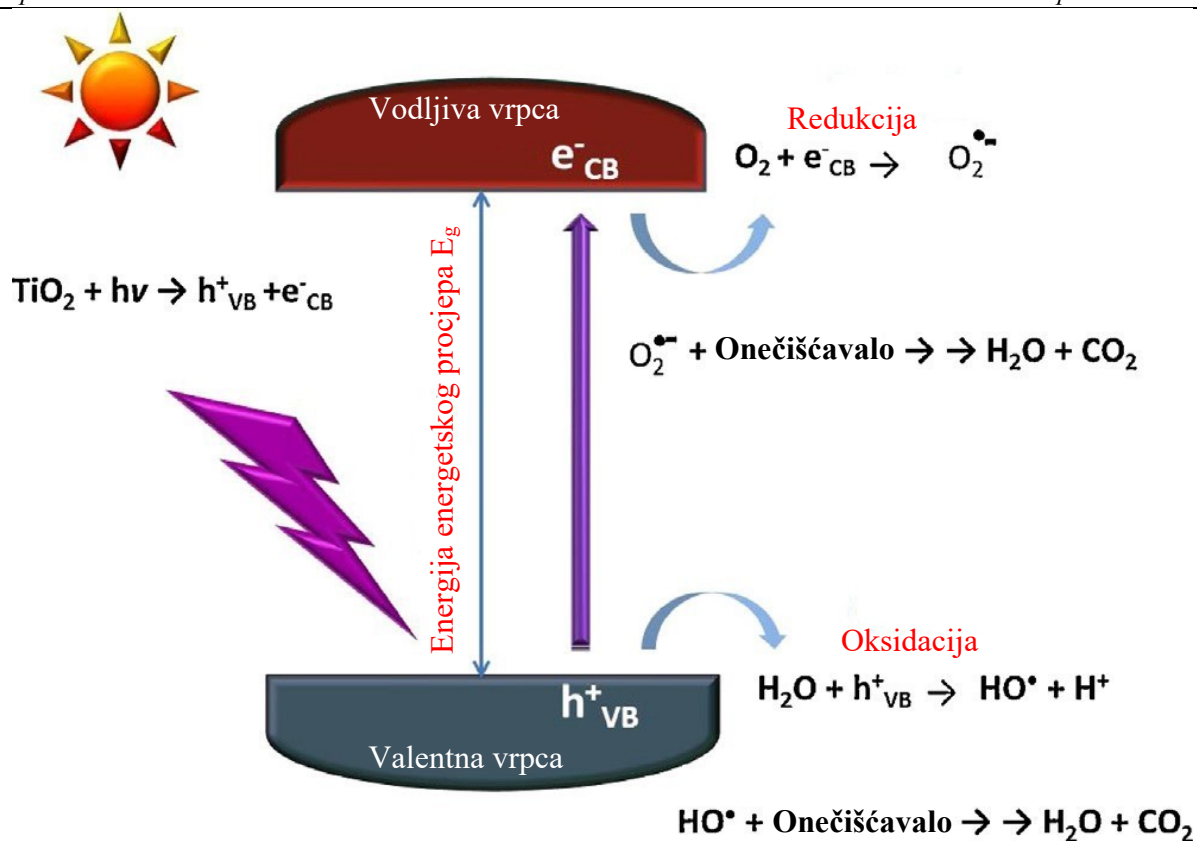 Vodljiva vrpca
e⁻CB
Redukcija
O₂ + e⁻CB → O₂•⁻
Energija energetskog procjepa Eg
TiO₂ + hν → h⁺VB +e⁻CB
O₂•⁻ + Onečišćavalo → → H₂O + CO₂
Oksidacija
H₂O + h⁺VB → HO• + H⁺
h⁺VB
Valentna vrpca
HO• + Onečišćavalo → → H₂O + CO₂